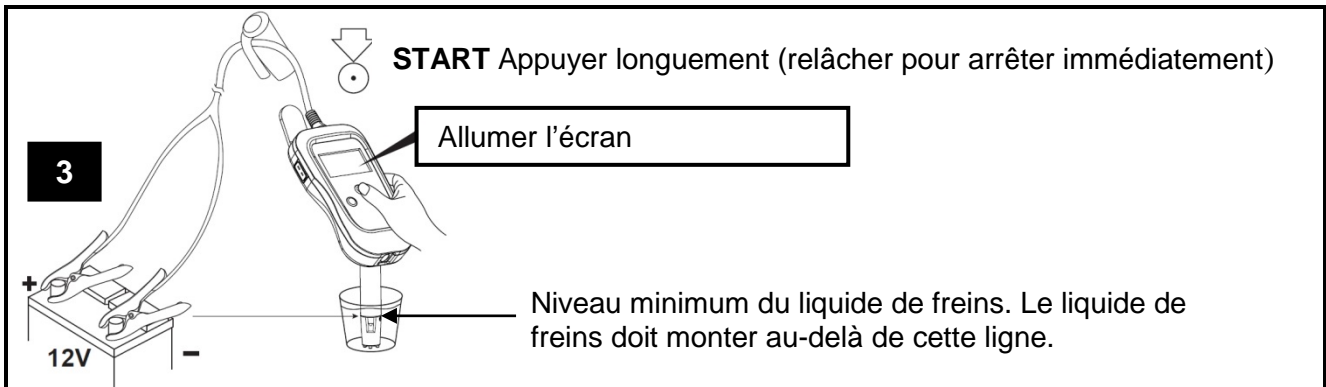 START Appuyer longuement (relâcher pour arrêter immédiatement)
Allumer l’écran
3
+
12V
-
Niveau minimum du liquide de freins. Le liquide de
freins doit monter au-delà de cette ligne.